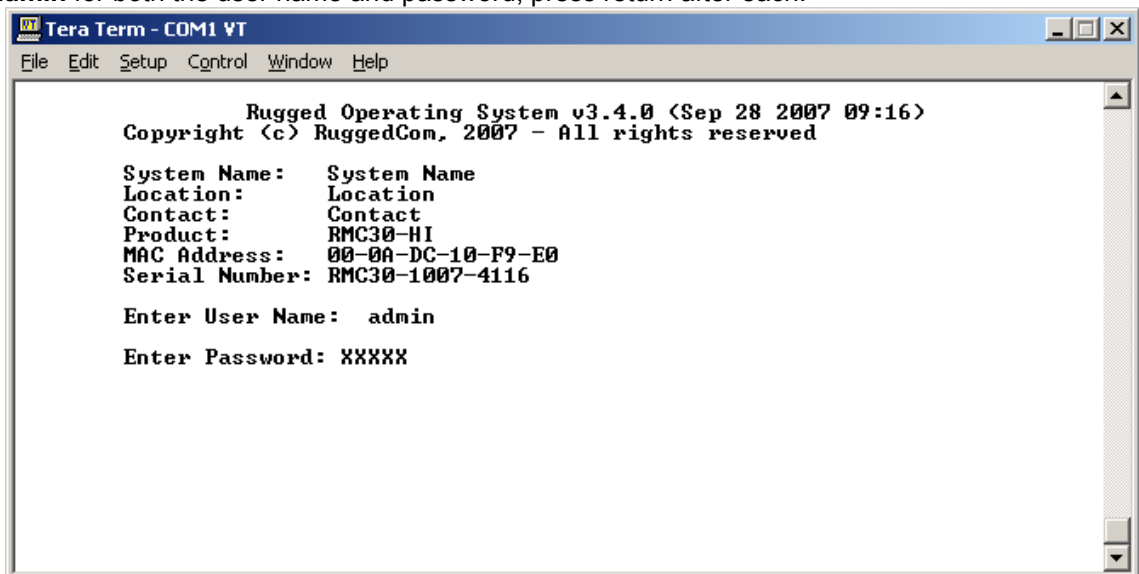 for both the user name and password, press return after each.
Tera Term - COM1 VT
File Edit Setup Control Window Help
Rugged Operating System v3.4.0 (Sep 28 2007 09:16)
Copyright (c) RuggedCom, 2007 - All rights reserved
System Name: System Name
Location: Location
Contact: Contact
Product: RMC30-HI
MAC Address: 00-0A-DC-10-F9-E0
Serial Number: RMC30-1007-4116
Enter User Name: admin
Enter Password: XXXXX